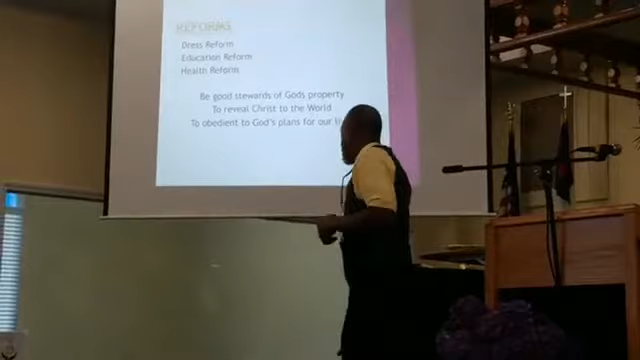 REFORMS
Dress Reform
Education Reform
Health Reform
Be good stewards of Gods property
To reveal Christ to the World
To obedient to God's plans for our